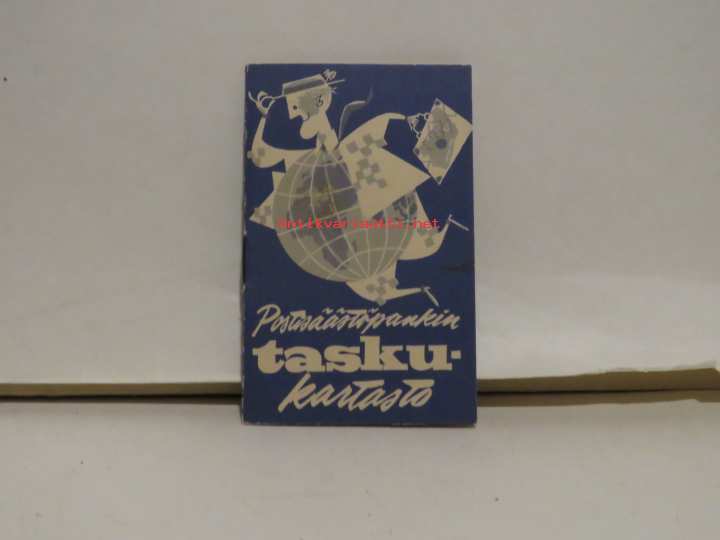 antikvariaatti.net
Postisäästöpankin
tasku-
kartasto